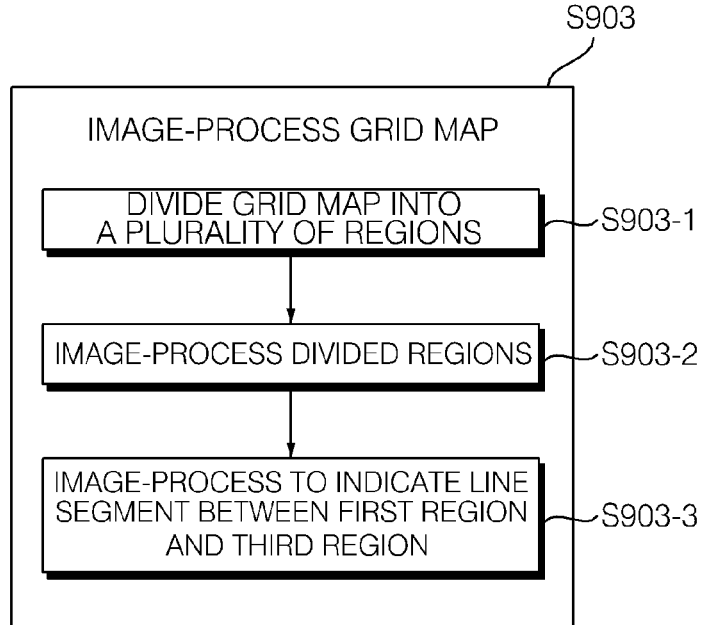 S903
IMAGE-PROCESS GRID MAP
DIVIDE GRID MAP INTO
A PLURALITY OF REGIONS
S903-1
IMAGE-PROCESS DIVIDED REGIONS
S903-2
IMAGE-PROCESS TO INDICATE LINE
SEGMENT BETWEEN FIRST REGION
AND THIRD REGION
S903-3